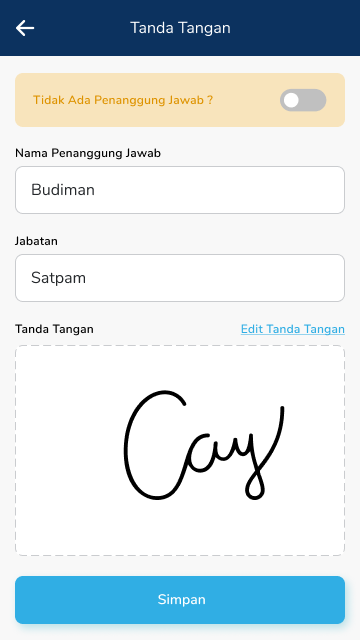 Tanda Tangan
Tidak Ada Penanggung Jawab ?
Nama Penanggung Jawab
Budiman
Jabatan
Satpam
Tanda Tangan Edit Tanda Tangan
Cay
Simpan